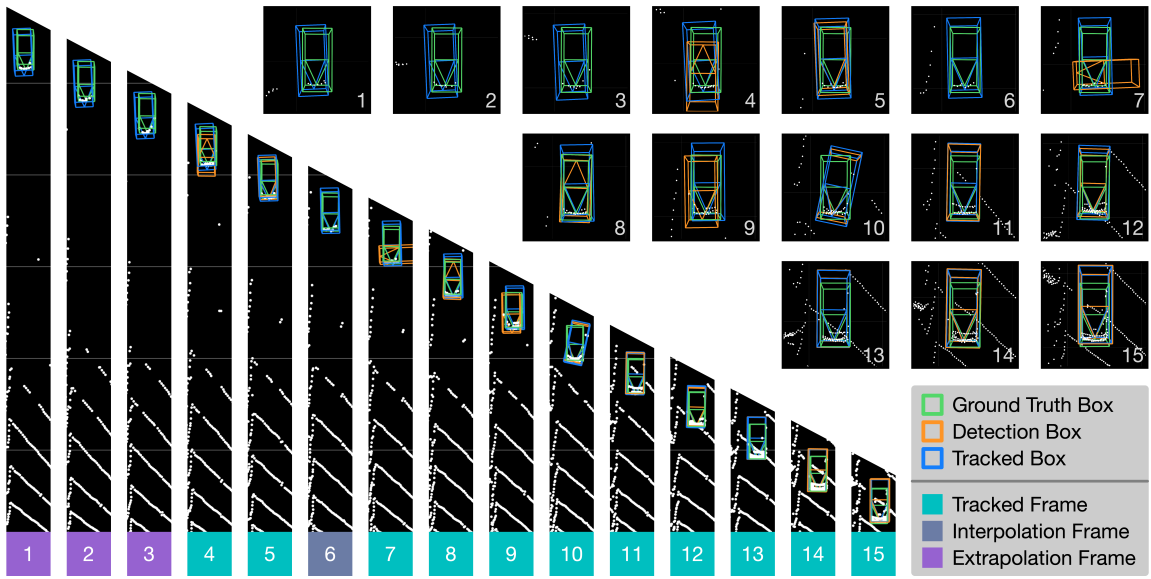 1 2 3 4 5 6 7
8 9 10 11 12
13 14 15
Ground Truth Box
Detection Box
Tracked Box
Tracked Frame
Interpolation Frame
Extrapolation Frame
1 2 3 4 5 6 7 8 9 10 11 12 13 14 15